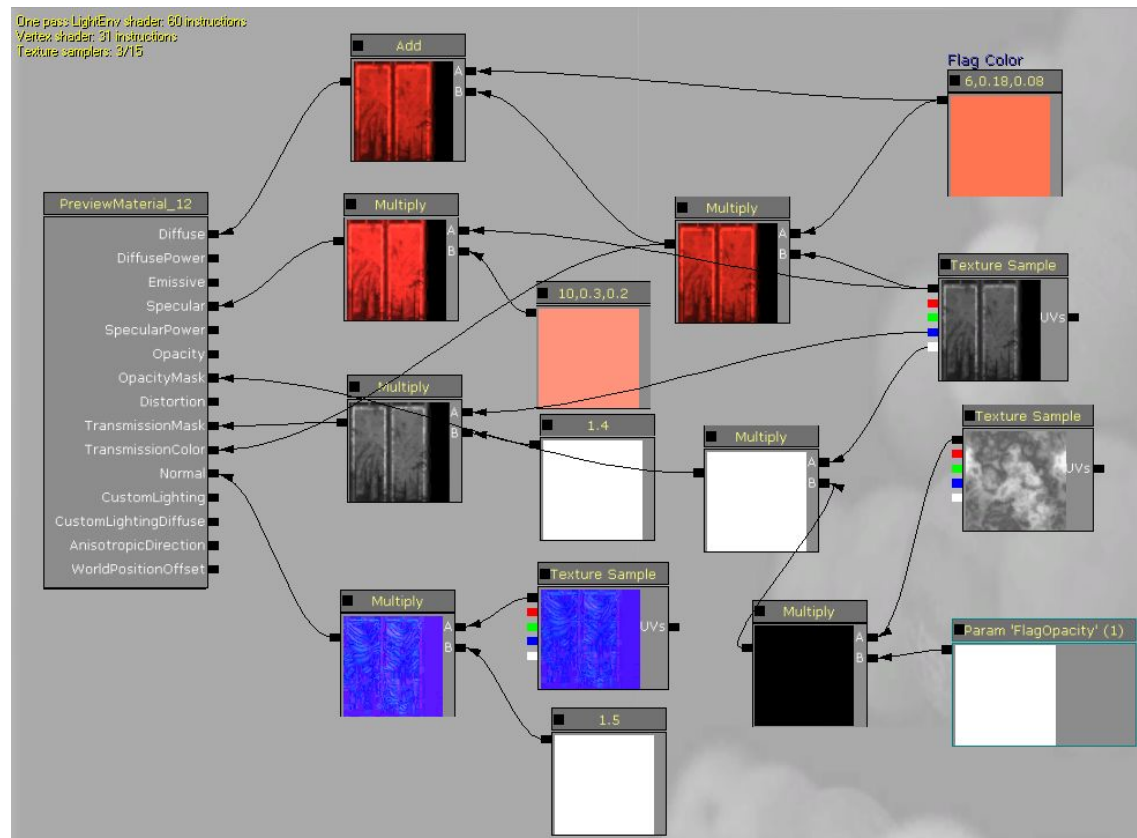 One pass LightEnv shader: 60 instructions
Vertex shader: 31 instructions
Texture samplers: 3/15
Add
A
B
Flag Color
6,0.18,0.08
PreviewMaterial_12
Diffuse
DiffusePower
Emissive
Specular
SpecularPower
Opacity
OpacityMask
Distortion
TransmissionMask
TransmissionColor
Normal
CustomLighting
CustomLightingDiffuse
AnisotropicDirection
WorldPositionOffset
Multiply
A
B
Multiply
A
B
10,0.3,0.2
Texture Sample
UVs
Multiply
A
B
1.4
Multiply
A
B
Texture Sample
UVs
Multiply
A
B
Texture Sample
UVs
Multiply
A
B
Param 'FlagOpacity' (1)
1.5